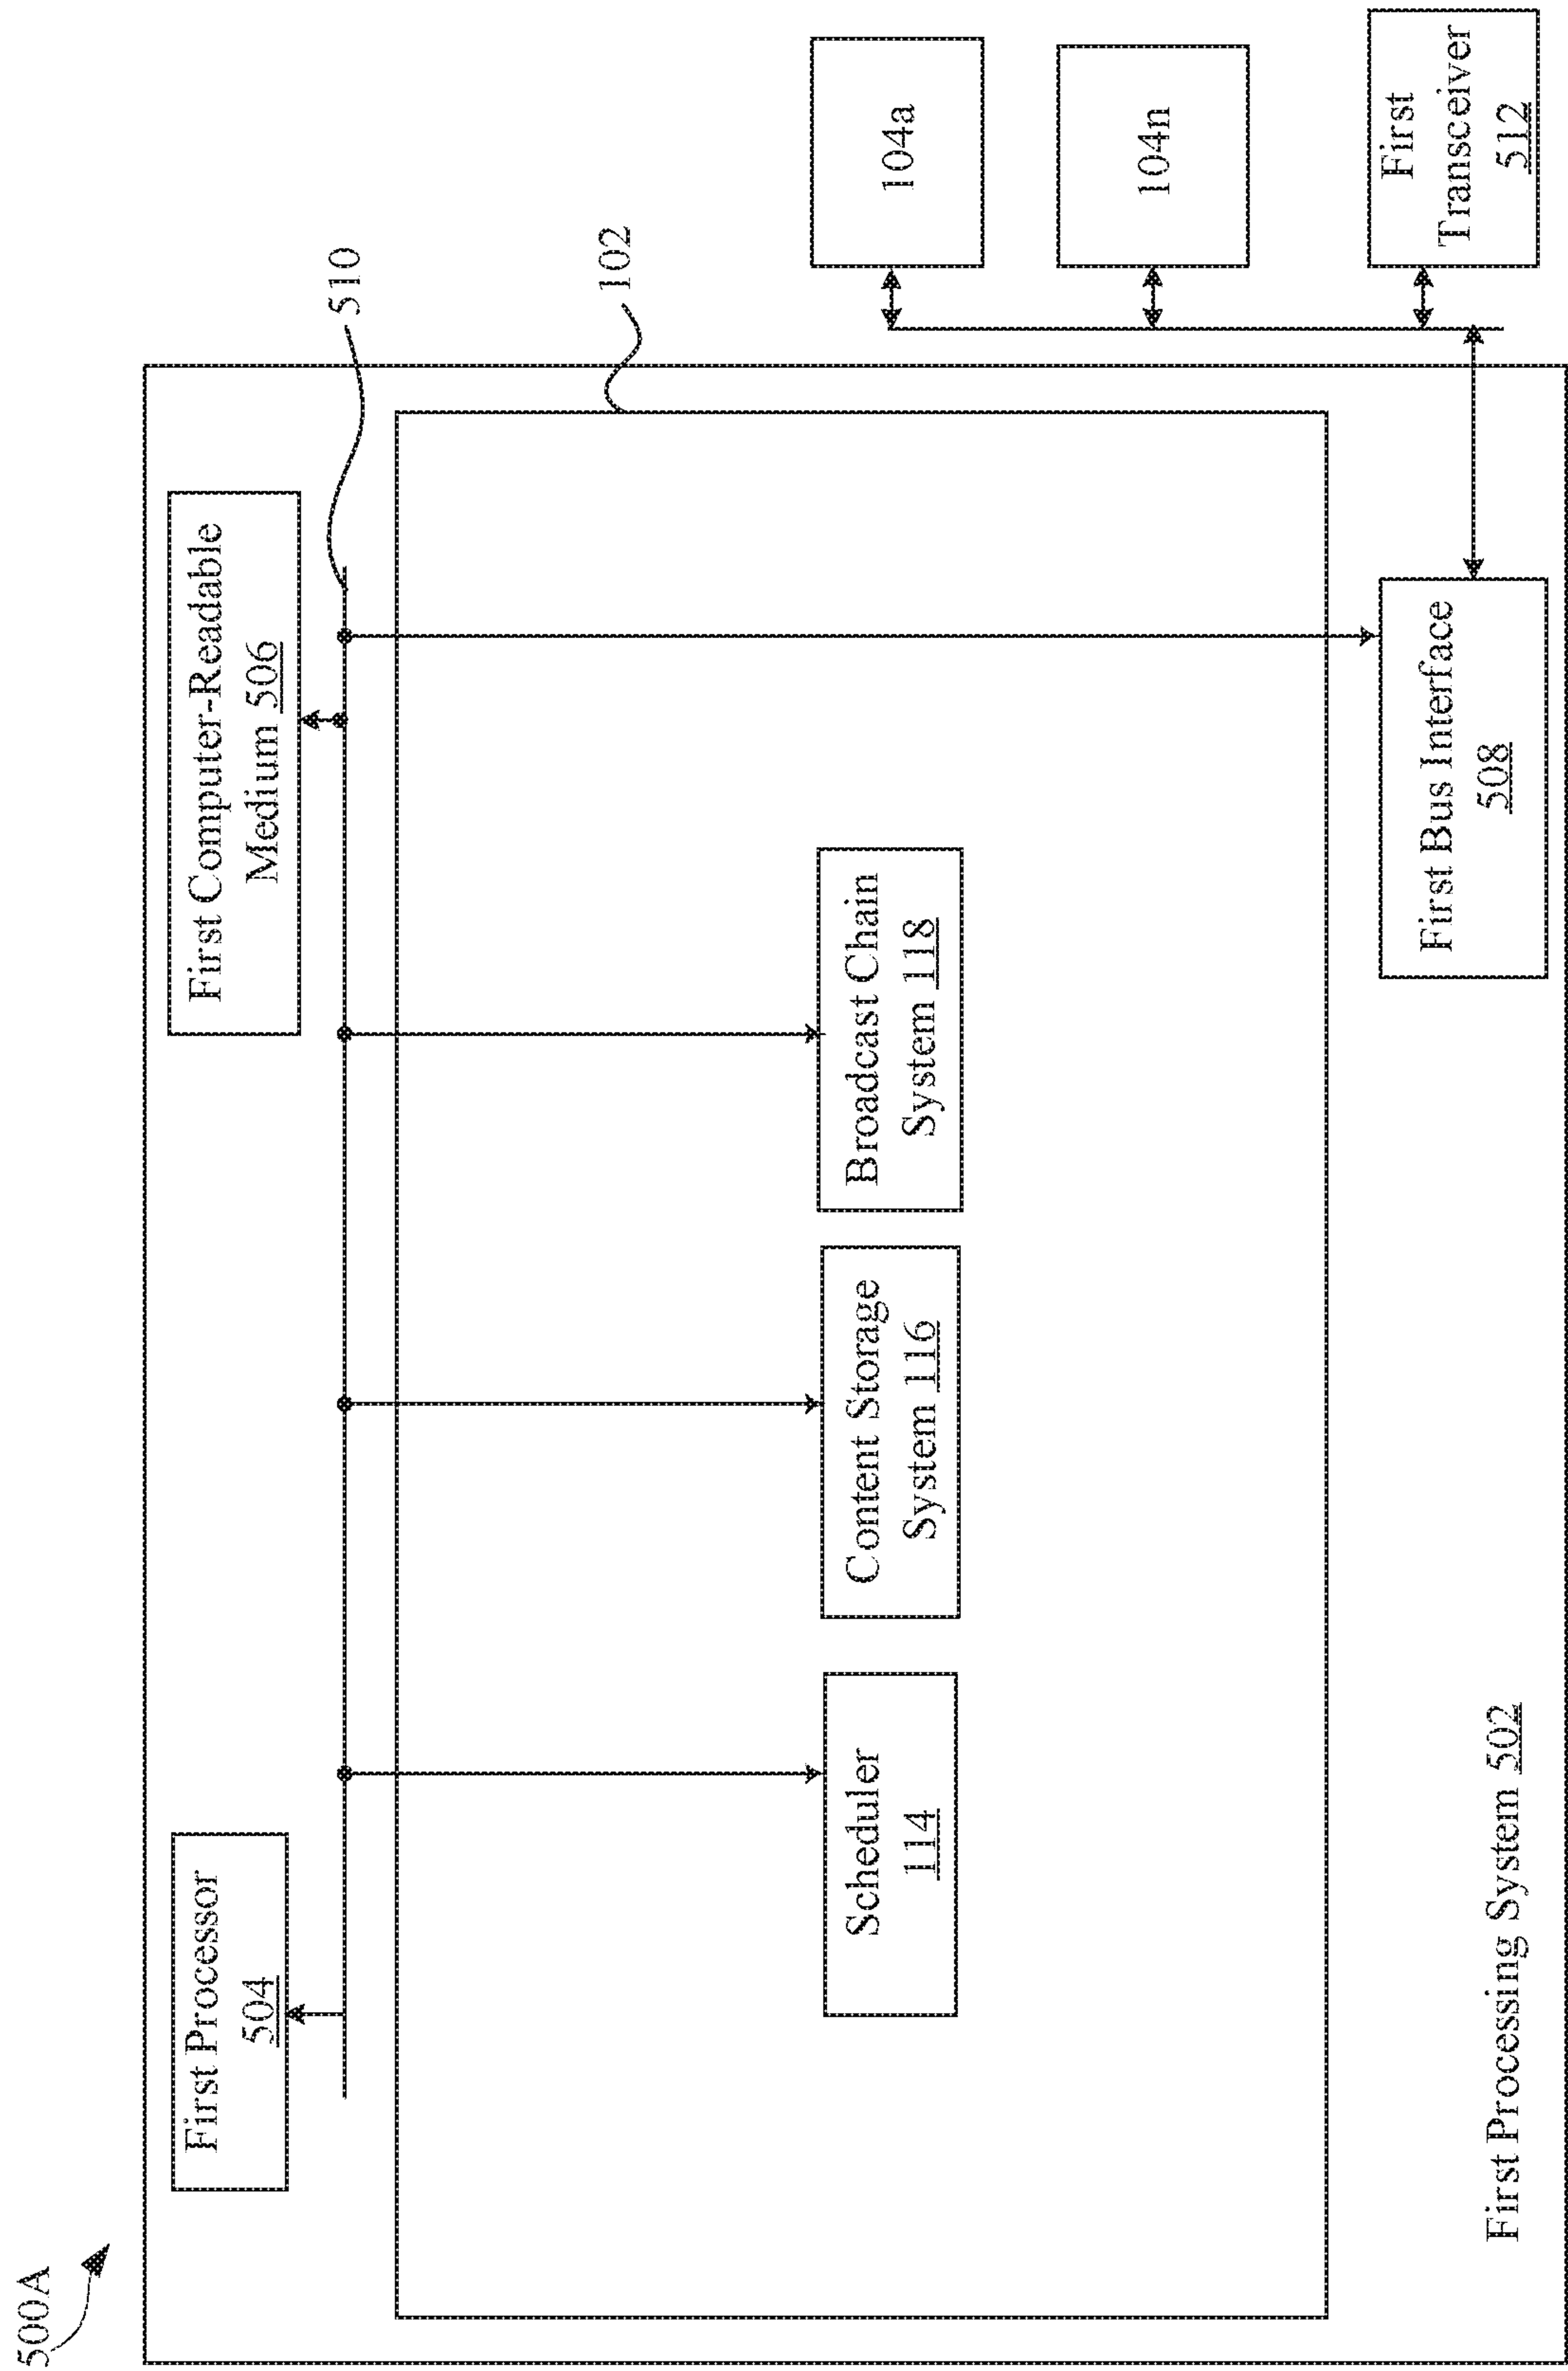 500A
First Processor
504
First Computer-Readable
Medium 506
510
102
Scheduler
114
Content Storage
System 116
Broadcast Chain
System 118
104a
104n
First Bus Interface
508
First
Transceiver
512
First Processing System 502